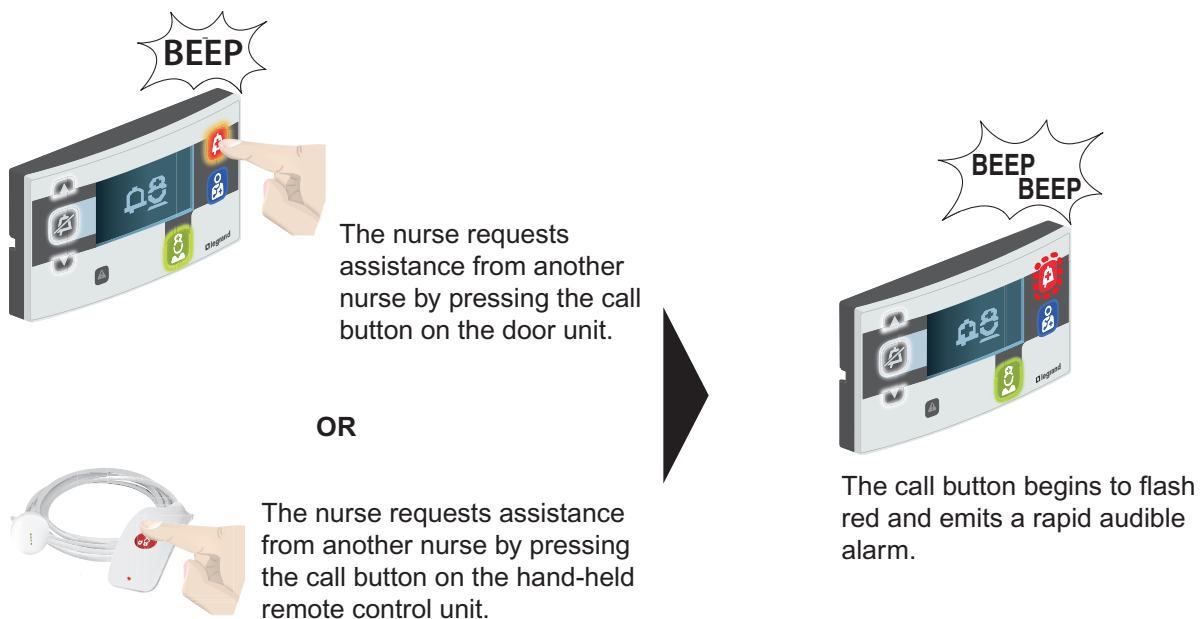 BEEP
legrand
The nurse requests
assistance from another
nurse by pressing the call
button on the door unit.
OR
The nurse requests assistance
from another nurse by pressing
the call button on the hand-held
remote control unit.
BEEP
BEEP
legrand
The call button begins to flash
red and emits a rapid audible
alarm.